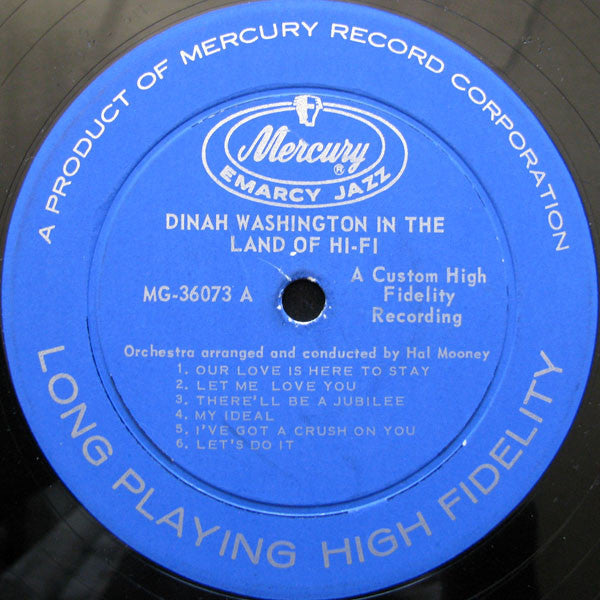 A PRODUCT OF MERCURY RECORD CORPORATION
Mercury ®
EMARCY JAZZ
DINAH WASHINGTON IN THE
LAND OF HI-FI
MG-36073 A
A Custom High
Fidelity
Recording
Orchestra arranged and conducted by Hal Mooney
1. OUR LOVE IS HERE TO STAY
2. LET ME LOVE YOU
3. THERE'LL BE A JUBILEE
4. MY IDEAL
5. I'VE GOT A CRUSH ON YOU
6. LET'S DO IT
LONG PLAYING HIGH FIDELITY